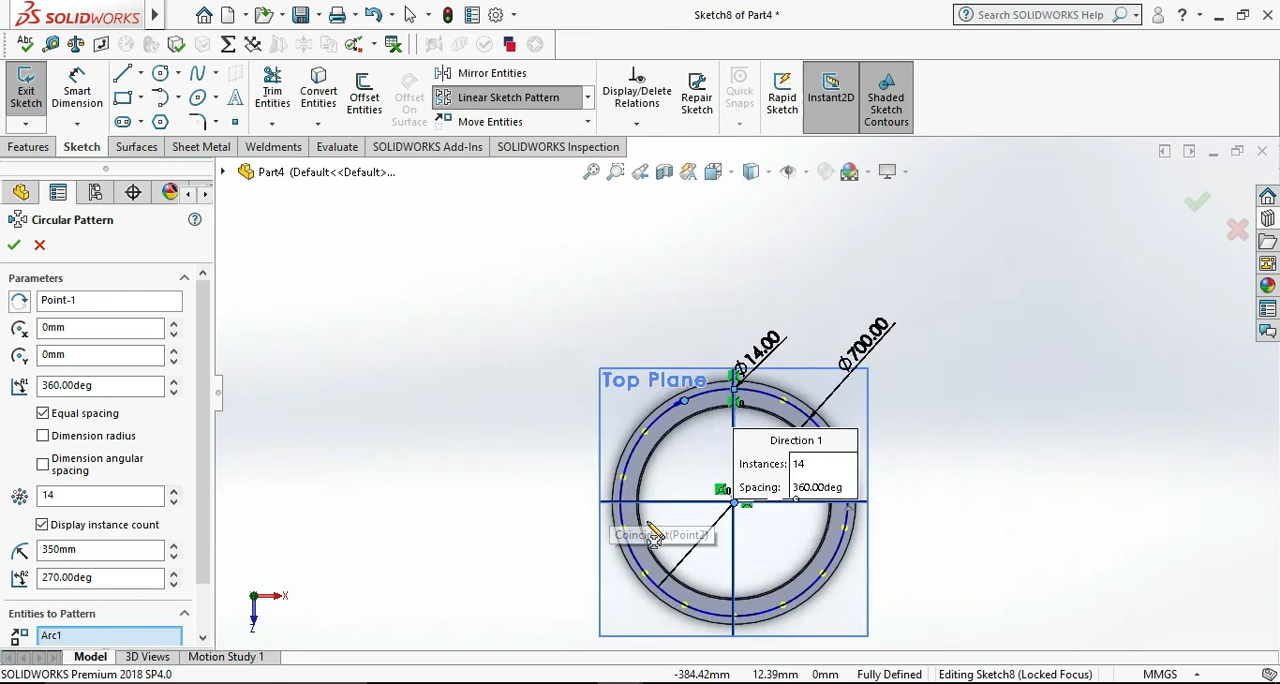 SOLIDWORKS
Sketch8 of Part4 *
Search SOLIDWORKS Help
Abc
Exit Sketch
Smart Dimension
Trim Entities
Convert Entities
Offset Entities
Offset On Surface
Mirror Entities
Linear Sketch Pattern
Move Entities
Display/Delete Relations
Repair Sketch
Quick Snaps
Rapid Sketch
Instant2D
Shaded Sketch Contours
Features
Sketch
Surfaces
Sheet Metal
Weldments
Evaluate
SOLIDWORKS Add-Ins
SOLIDWORKS Inspection
Part4 (Default<<Default>...
Circular Pattern
Parameters
Point-1
0mm
0mm
360.00deg
Equal spacing
Dimension radius
Dimension angular spacing
14
Display instance count
350mm
270.00deg
Entities to Pattern
Arc1
Top Plane
Φ14.00
Φ700.00
Direction 1
Instances: 14
Spacing: 360.00deg
X
Z
Model
3D Views
Motion Study 1
SOLIDWORKS Premium 2018 SP4.0
-384.42mm
12.39mm
0mm
Fully Defined
Editing Sketch8 (Locked Focus)
MMGS